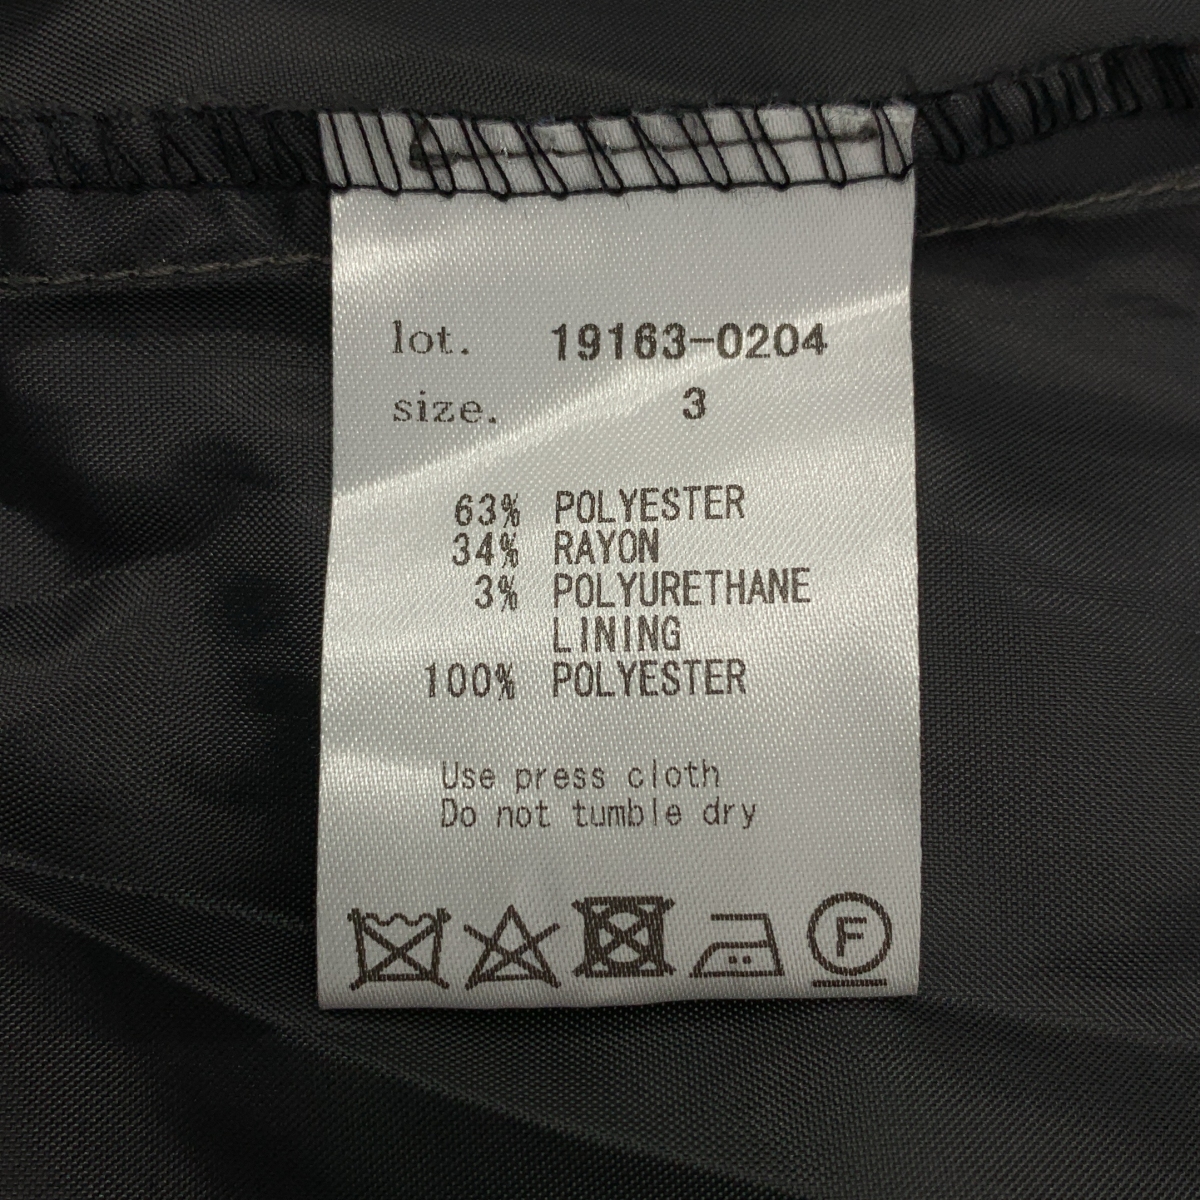 lot. 19163-0204
size. 3
63% POLYESTER
34% RAYON
3% POLYURETHANE
LINING
100% POLYESTER
Use press cloth
Do not tumble dry
F